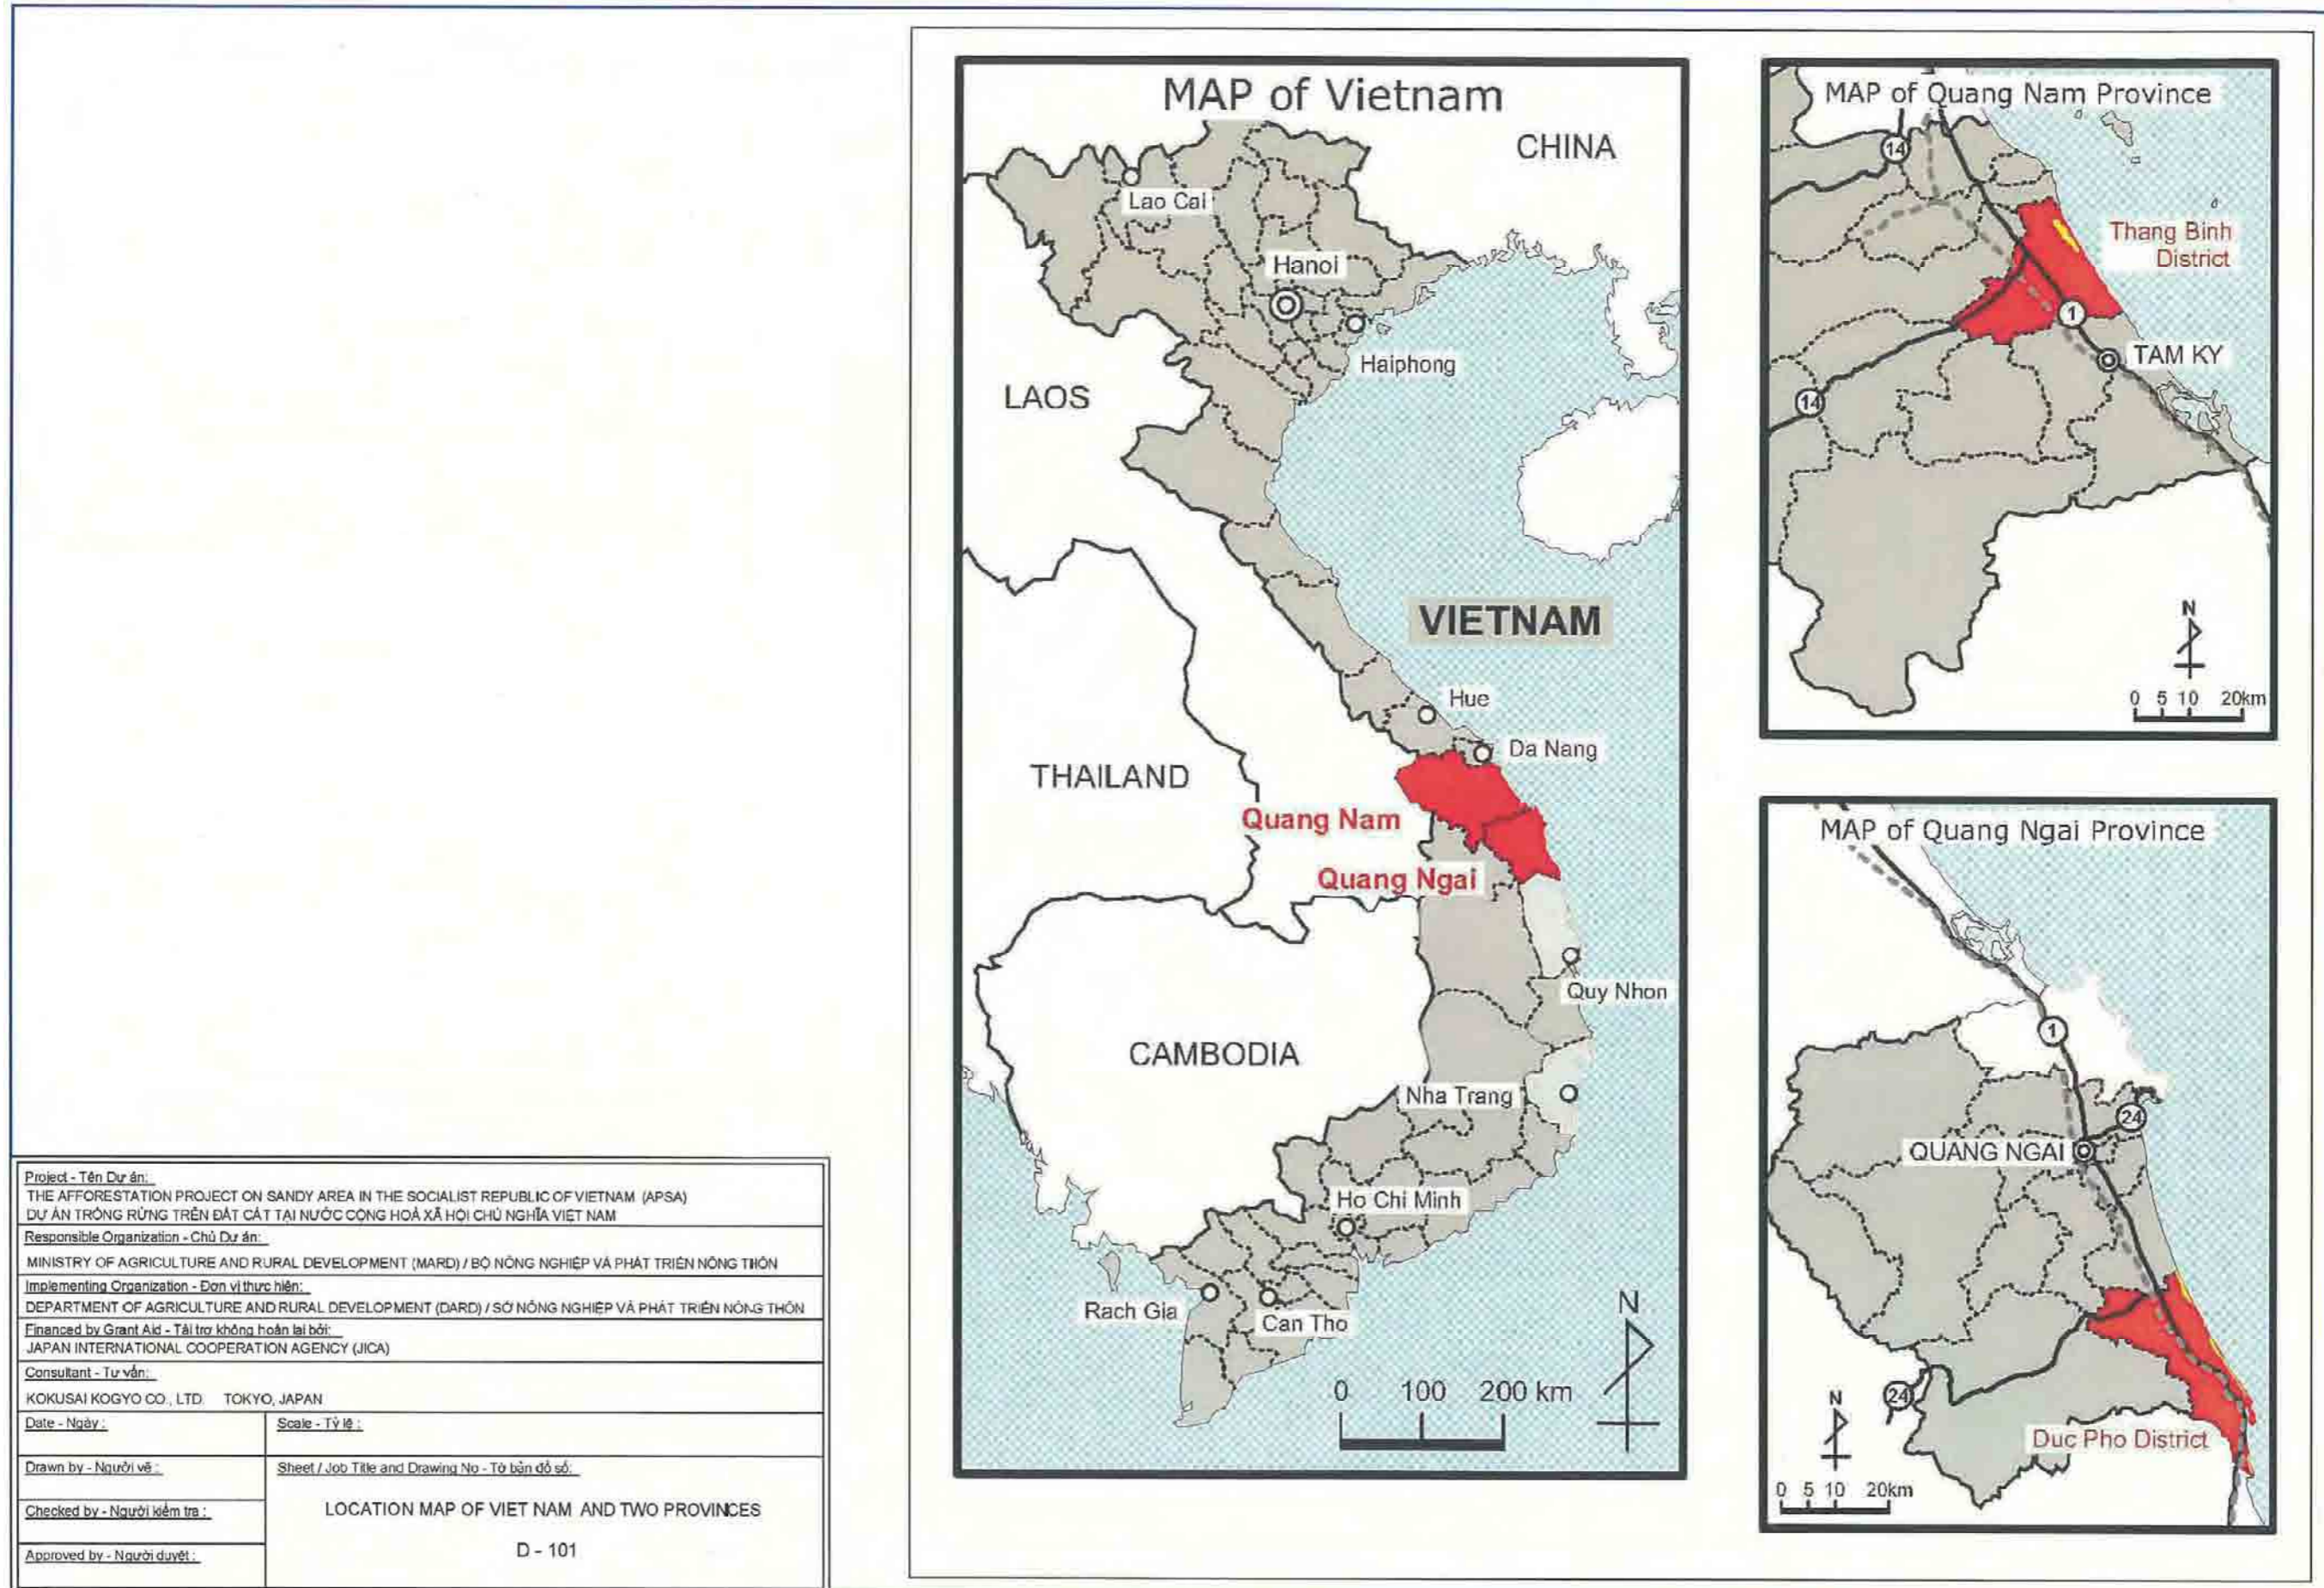 MAP of Vietnam
CHINA
Lao Cai
Hanoi
Haiphong
LAOS
VIETNAM
Hue
Da Nang
THAILAND
Quang Nam
Quang Ngai
Quy Nhon
CAMBODIA
Nha Trang
Ho Chi Minh
Rach Gia
Can Tho
N
0 100 200 km
MAP of Quang Nam Province
14
Thang Binh
District
1
TAM KY
14
N
0 5 10 20km
MAP of Quang Ngai Province
1
24
QUANG NGAI
24
N
Duc Pho District
0 5 10 20km
Project - Tên Dự án:
THE AFFORESTATION PROJECT ON SANDY AREA IN THE SOCIALIST REPUBLIC OF VIETNAM (APSA)
DỰ ÁN TRỒNG RỪNG TRÊN ĐẤT CÁT TẠI NƯỚC CỘNG HOÀ XÃ HỘI CHỦ NGHĨA VIỆT NAM
Responsible Organization - Chủ Dự án:
MINISTRY OF AGRICULTURE AND RURAL DEVELOPMENT (MARD) / BỘ NÔNG NGHIỆP VÀ PHÁT TRIỂN NÔNG THÔN
Implementing Organization - Đơn vị thực hiện:
DEPARTMENT OF AGRICULTURE AND RURAL DEVELOPMENT (DARD) / SỞ NÔNG NGHIỆP VÀ PHÁT TRIỂN NÔNG THÔN
Financed by Grant Aid - Tài trợ không hoàn lại bởi:
JAPAN INTERNATIONAL COOPERATION AGENCY (JICA)
Consultant - Tư vấn:
KOKUSAI KOGYO CO., LTD. TOKYO, JAPAN
Date - Ngày :
Scale - Tỷ lệ :
Drawn by - Người vẽ :
Sheet / Job Title and Drawing No - Tờ bản đồ số:
Checked by - Người kiểm tra :
LOCATION MAP OF VIET NAM AND TWO PROVINCES
Approved by - Người duyệt :
D - 101